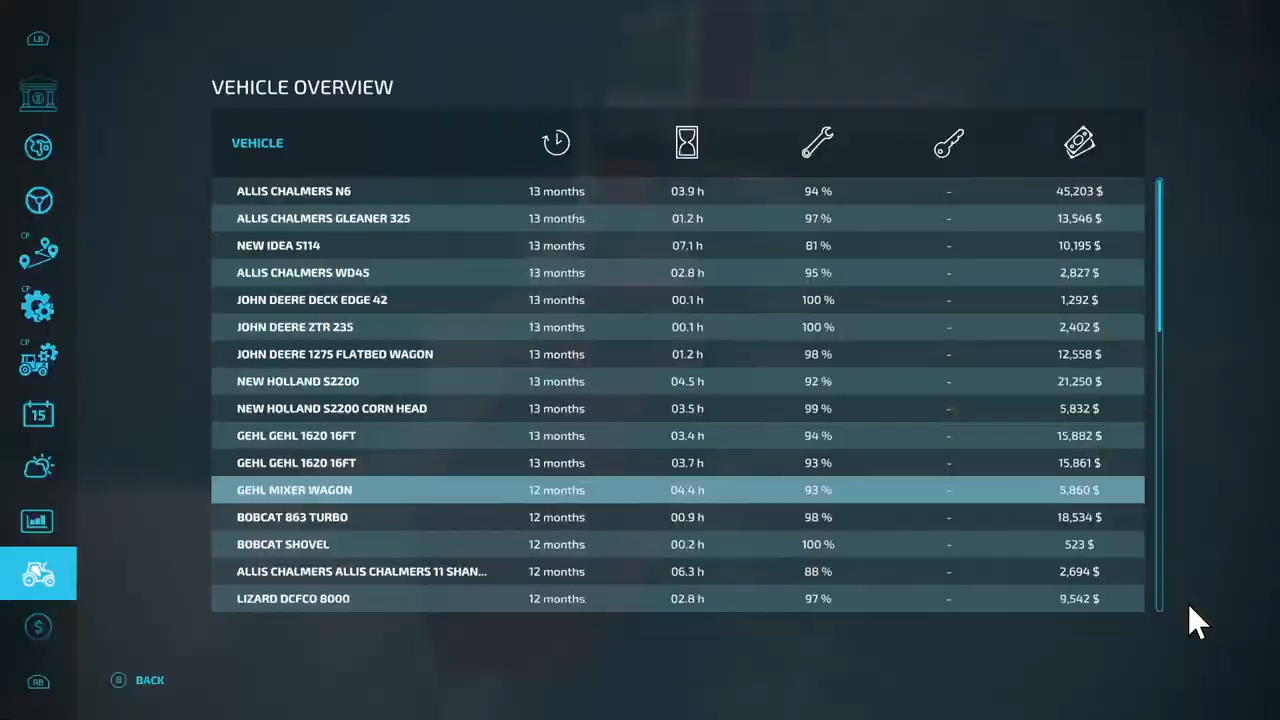 LB
VEHICLE OVERVIEW
VEHICLE
ALLIS CHALMERS N6 13 months 03.9 h 94 % - 45,203 $
ALLIS CHALMERS GLEANER 325 13 months 01.2 h 97 % - 13,546 $
NEW IDEA 5114 13 months 07.1 h 81 % - 10,195 $
ALLIS CHALMERS WD45 13 months 02.8 h 95 % - 2,827 $
JOHN DEERE DECK EDGE 42 13 months 00.1 h 100 % - 1,292 $
JOHN DEERE ZTR 235 13 months 00.1 h 100 % - 2,402 $
JOHN DEERE 1275 FLATBED WAGON 13 months 01.2 h 98 % - 12,558 $
NEW HOLLAND S2200 13 months 04.5 h 92 % - 21,250 $
NEW HOLLAND S2200 CORN HEAD 13 months 03.5 h 99 % - 5,832 $
GEHL GEHL 1620 16FT 13 months 03.4 h 94 % - 15,882 $
GEHL GEHL 1620 16FT 13 months 03.7 h 93 % - 15,861 $
GEHL MIXER WAGON 12 months 04.4 h 93 % - 5,860 $
BOBCAT 863 TURBO 12 months 00.9 h 98 % - 18,534 $
BOBCAT SHOVEL 12 months 00.2 h 100 % - 523 $
ALLIS CHALMERS ALLIS CHALMERS 11 SHAN... 12 months 06.3 h 88 % - 2,694 $
LIZARD DCFCO 8000 12 months 02.8 h 97 % - 9,542 $
CP
CP
CP
15
$
RB
B BACK